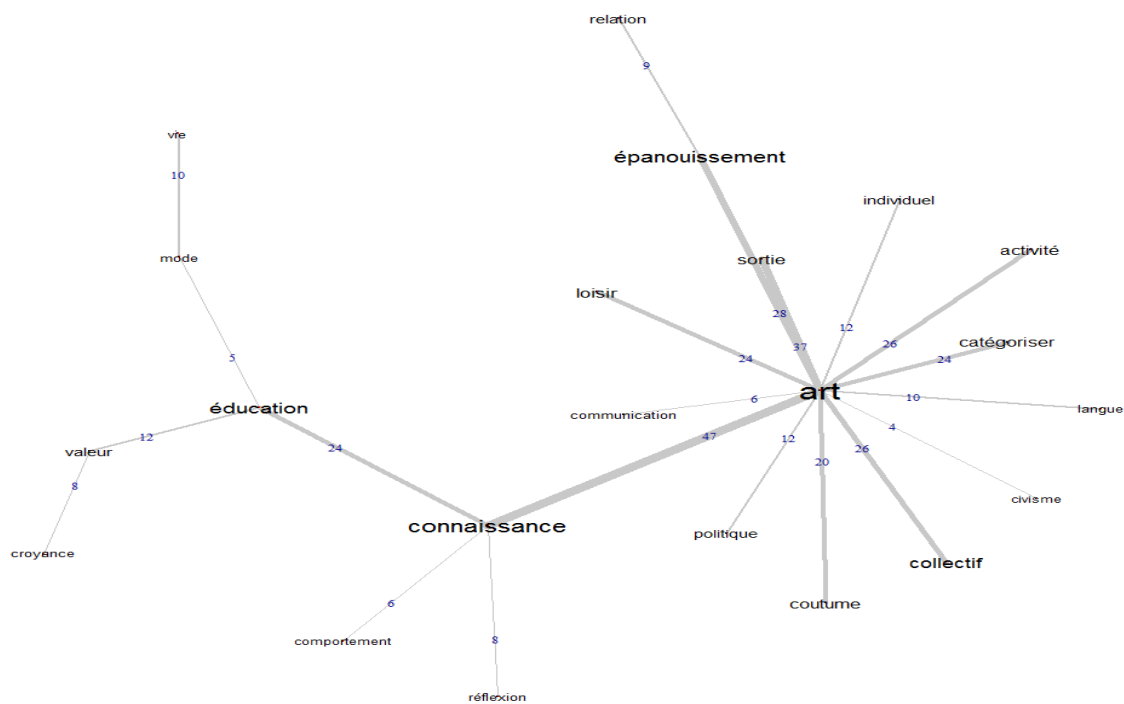 relation
9
vie
épanouissement
10
individuel
activité
mode
sortie
loisir
28
12
26
catégoriser
37
5
24
24
art
6
10
langue
éducation
communication
4
47
12
26
12
24
20
valeur
8
civisme
connaissance
politique
croyance
collectif
6
coutume
comportement
8
réflexion